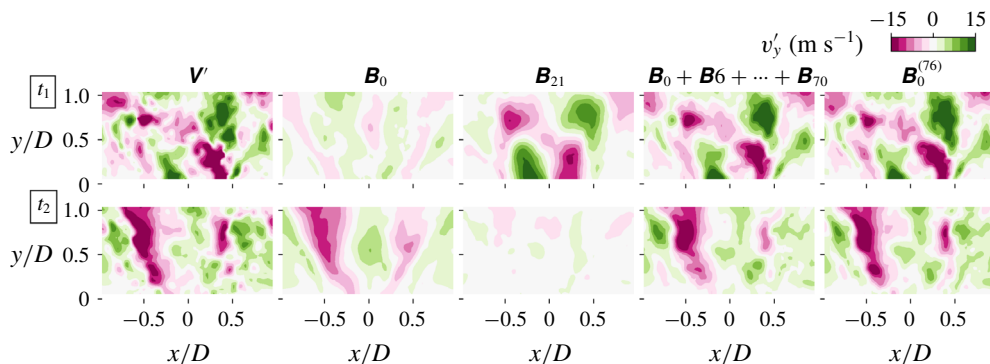 −15 0 15
v′y (m s−1)
V′ B0 B21 B0 + B6 + ··· + B70 B0(76)
t1
1.0
y/D 0.5
0
t2
1.0
y/D 0.5
0
−0.5 0 0.5 −0.5 0 0.5 −0.5 0 0.5 −0.5 0 0.5 −0.5 0 0.5
x/D x/D x/D x/D x/D